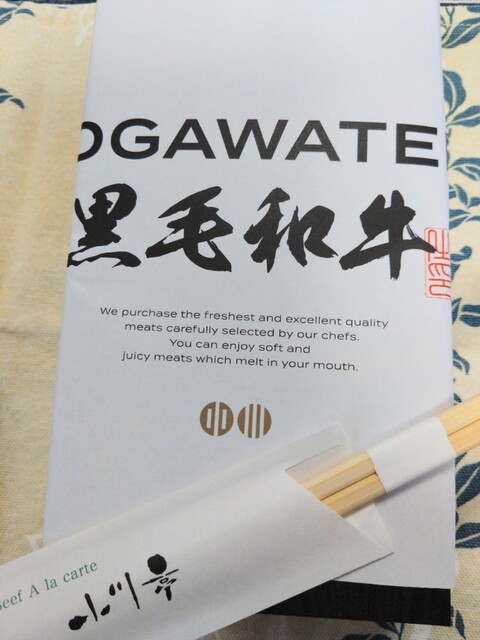 OGAWATE
黒毛和牛
We purchase the freshest and excellent quality
meats carefully selected by our chefs.
You can enjoy soft and
juicy meats which melt in your mouth.
Beef A la carte
小川亭